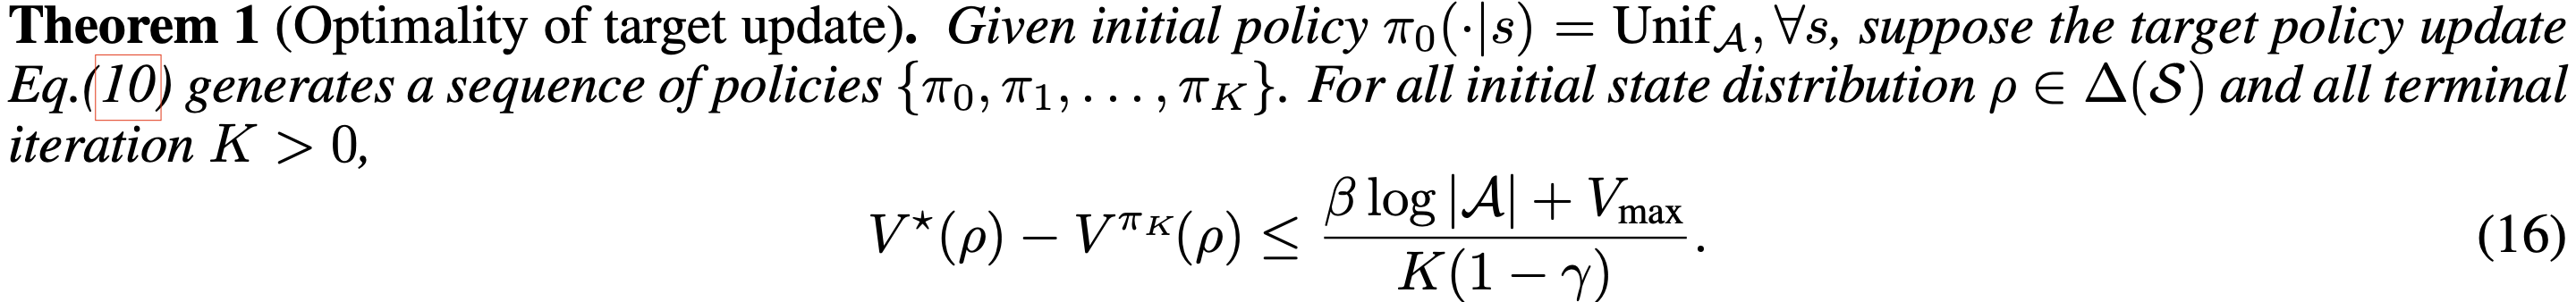 Theorem 1 (Optimality of target update). Given initial policy π₀(·|s) = Unif_𝒜, ∀s, suppose the target policy update
Eq.(10) generates a sequence of policies {π₀, π₁, . . . , π_K}. For all initial state distribution ρ ∈ Δ(𝒮) and all terminal
iteration K > 0,
V^⋆(ρ) − V^{π_K}(ρ) ≤ \frac{β log |𝒜| + V_max}{K(1 − γ)}. (16)